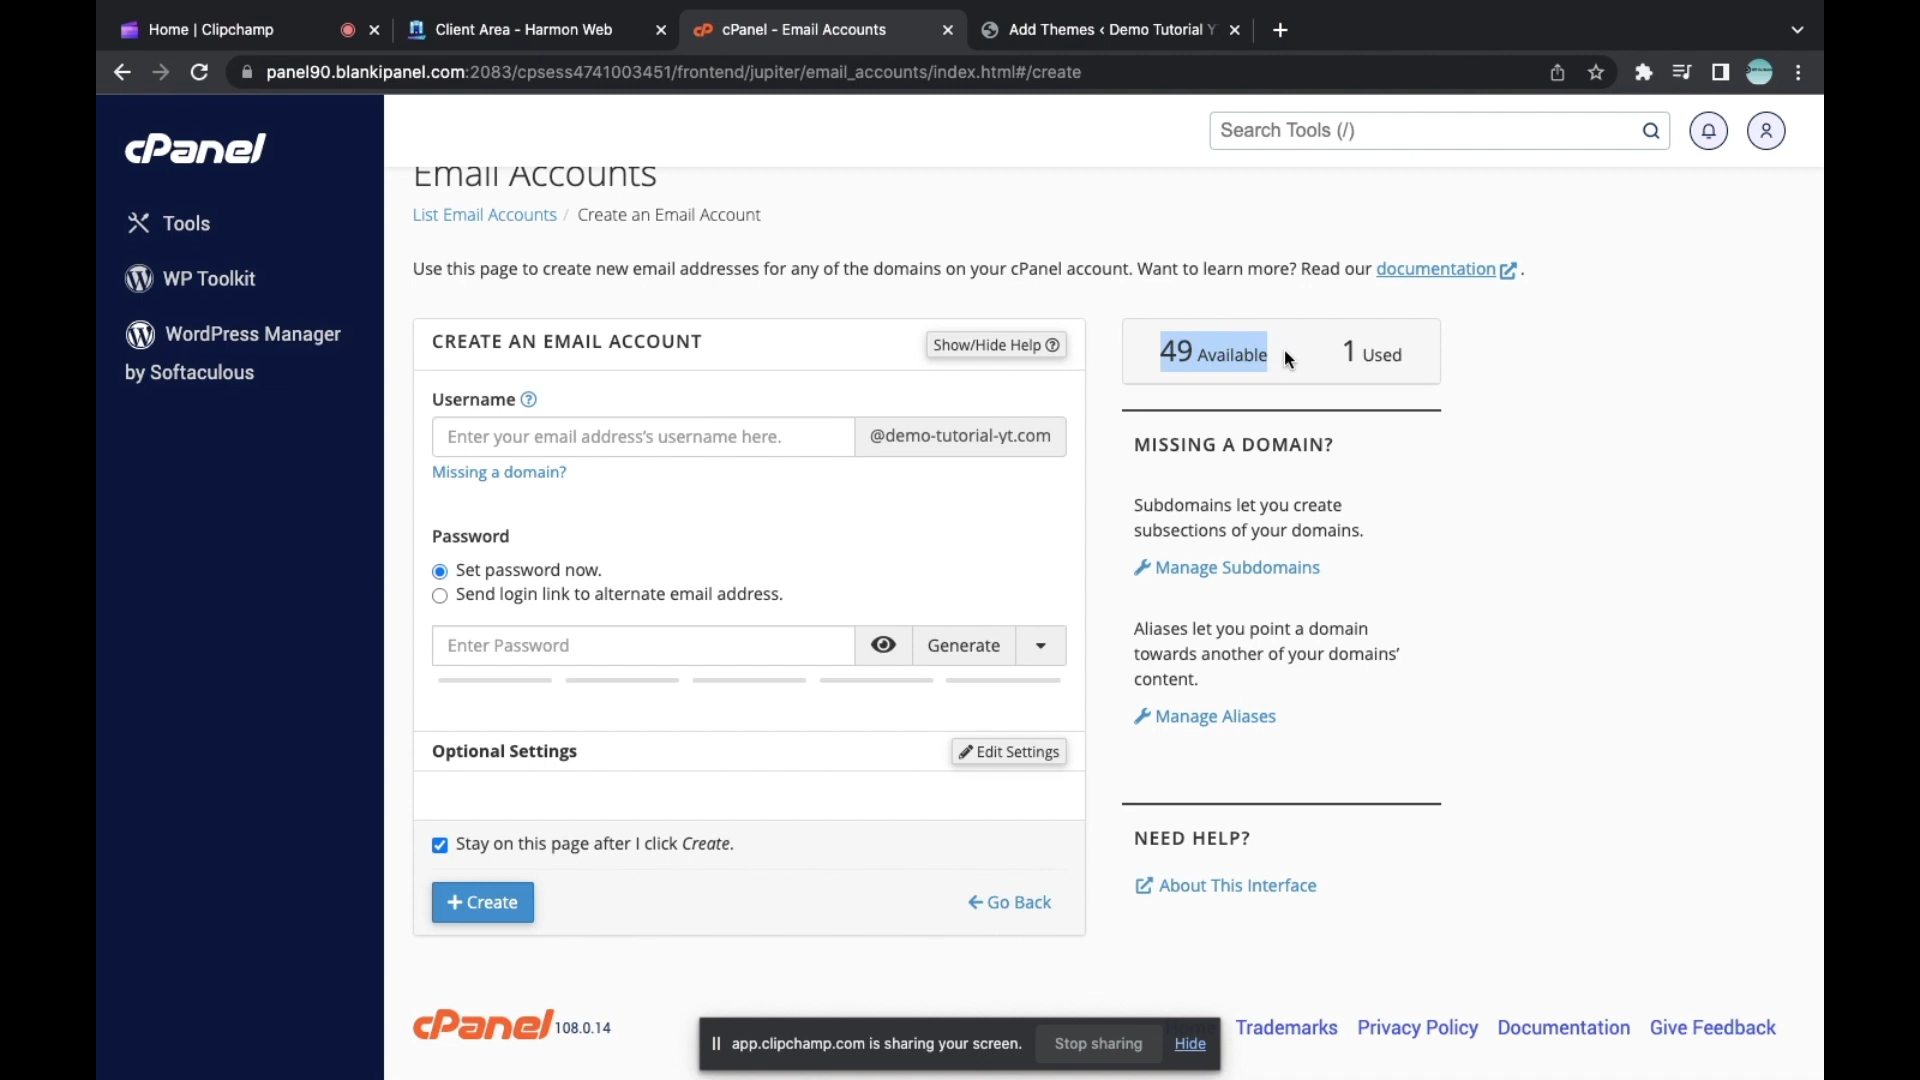 Home | Clipchamp
Client Area - Harmon Web
cPanel - Email Accounts
Add Themes ‹ Demo Tutorial Y
panel90.blankipanel.com:2083/cpsess4741003451/frontend/jupiter/email_accounts/index.html#/create
cPanel
Search Tools (/)
Tools
WP Toolkit
WordPress Manager
by Softaculous
Email Accounts
List Email Accounts / Create an Email Account
Use this page to create new email addresses for any of the domains on your cPanel account. Want to learn more? Read our documentation .
CREATE AN EMAIL ACCOUNT
Show/Hide Help
Username
Enter your email address's username here.
@demo-tutorial-yt.com
Missing a domain?
Password
Set password now.
Send login link to alternate email address.
Enter Password
Generate
Optional Settings
Edit Settings
Stay on this page after I click Create.
+ Create
Go Back
49 Available
1 Used
MISSING A DOMAIN?
Subdomains let you create
subsections of your domains.
Manage Subdomains
Aliases let you point a domain
towards another of your domains'
content.
Manage Aliases
NEED HELP?
About This Interface
cPanel 108.0.14
Trademarks
Privacy Policy
Documentation
Give Feedback
app.clipchamp.com is sharing your screen.
Stop sharing
Hide